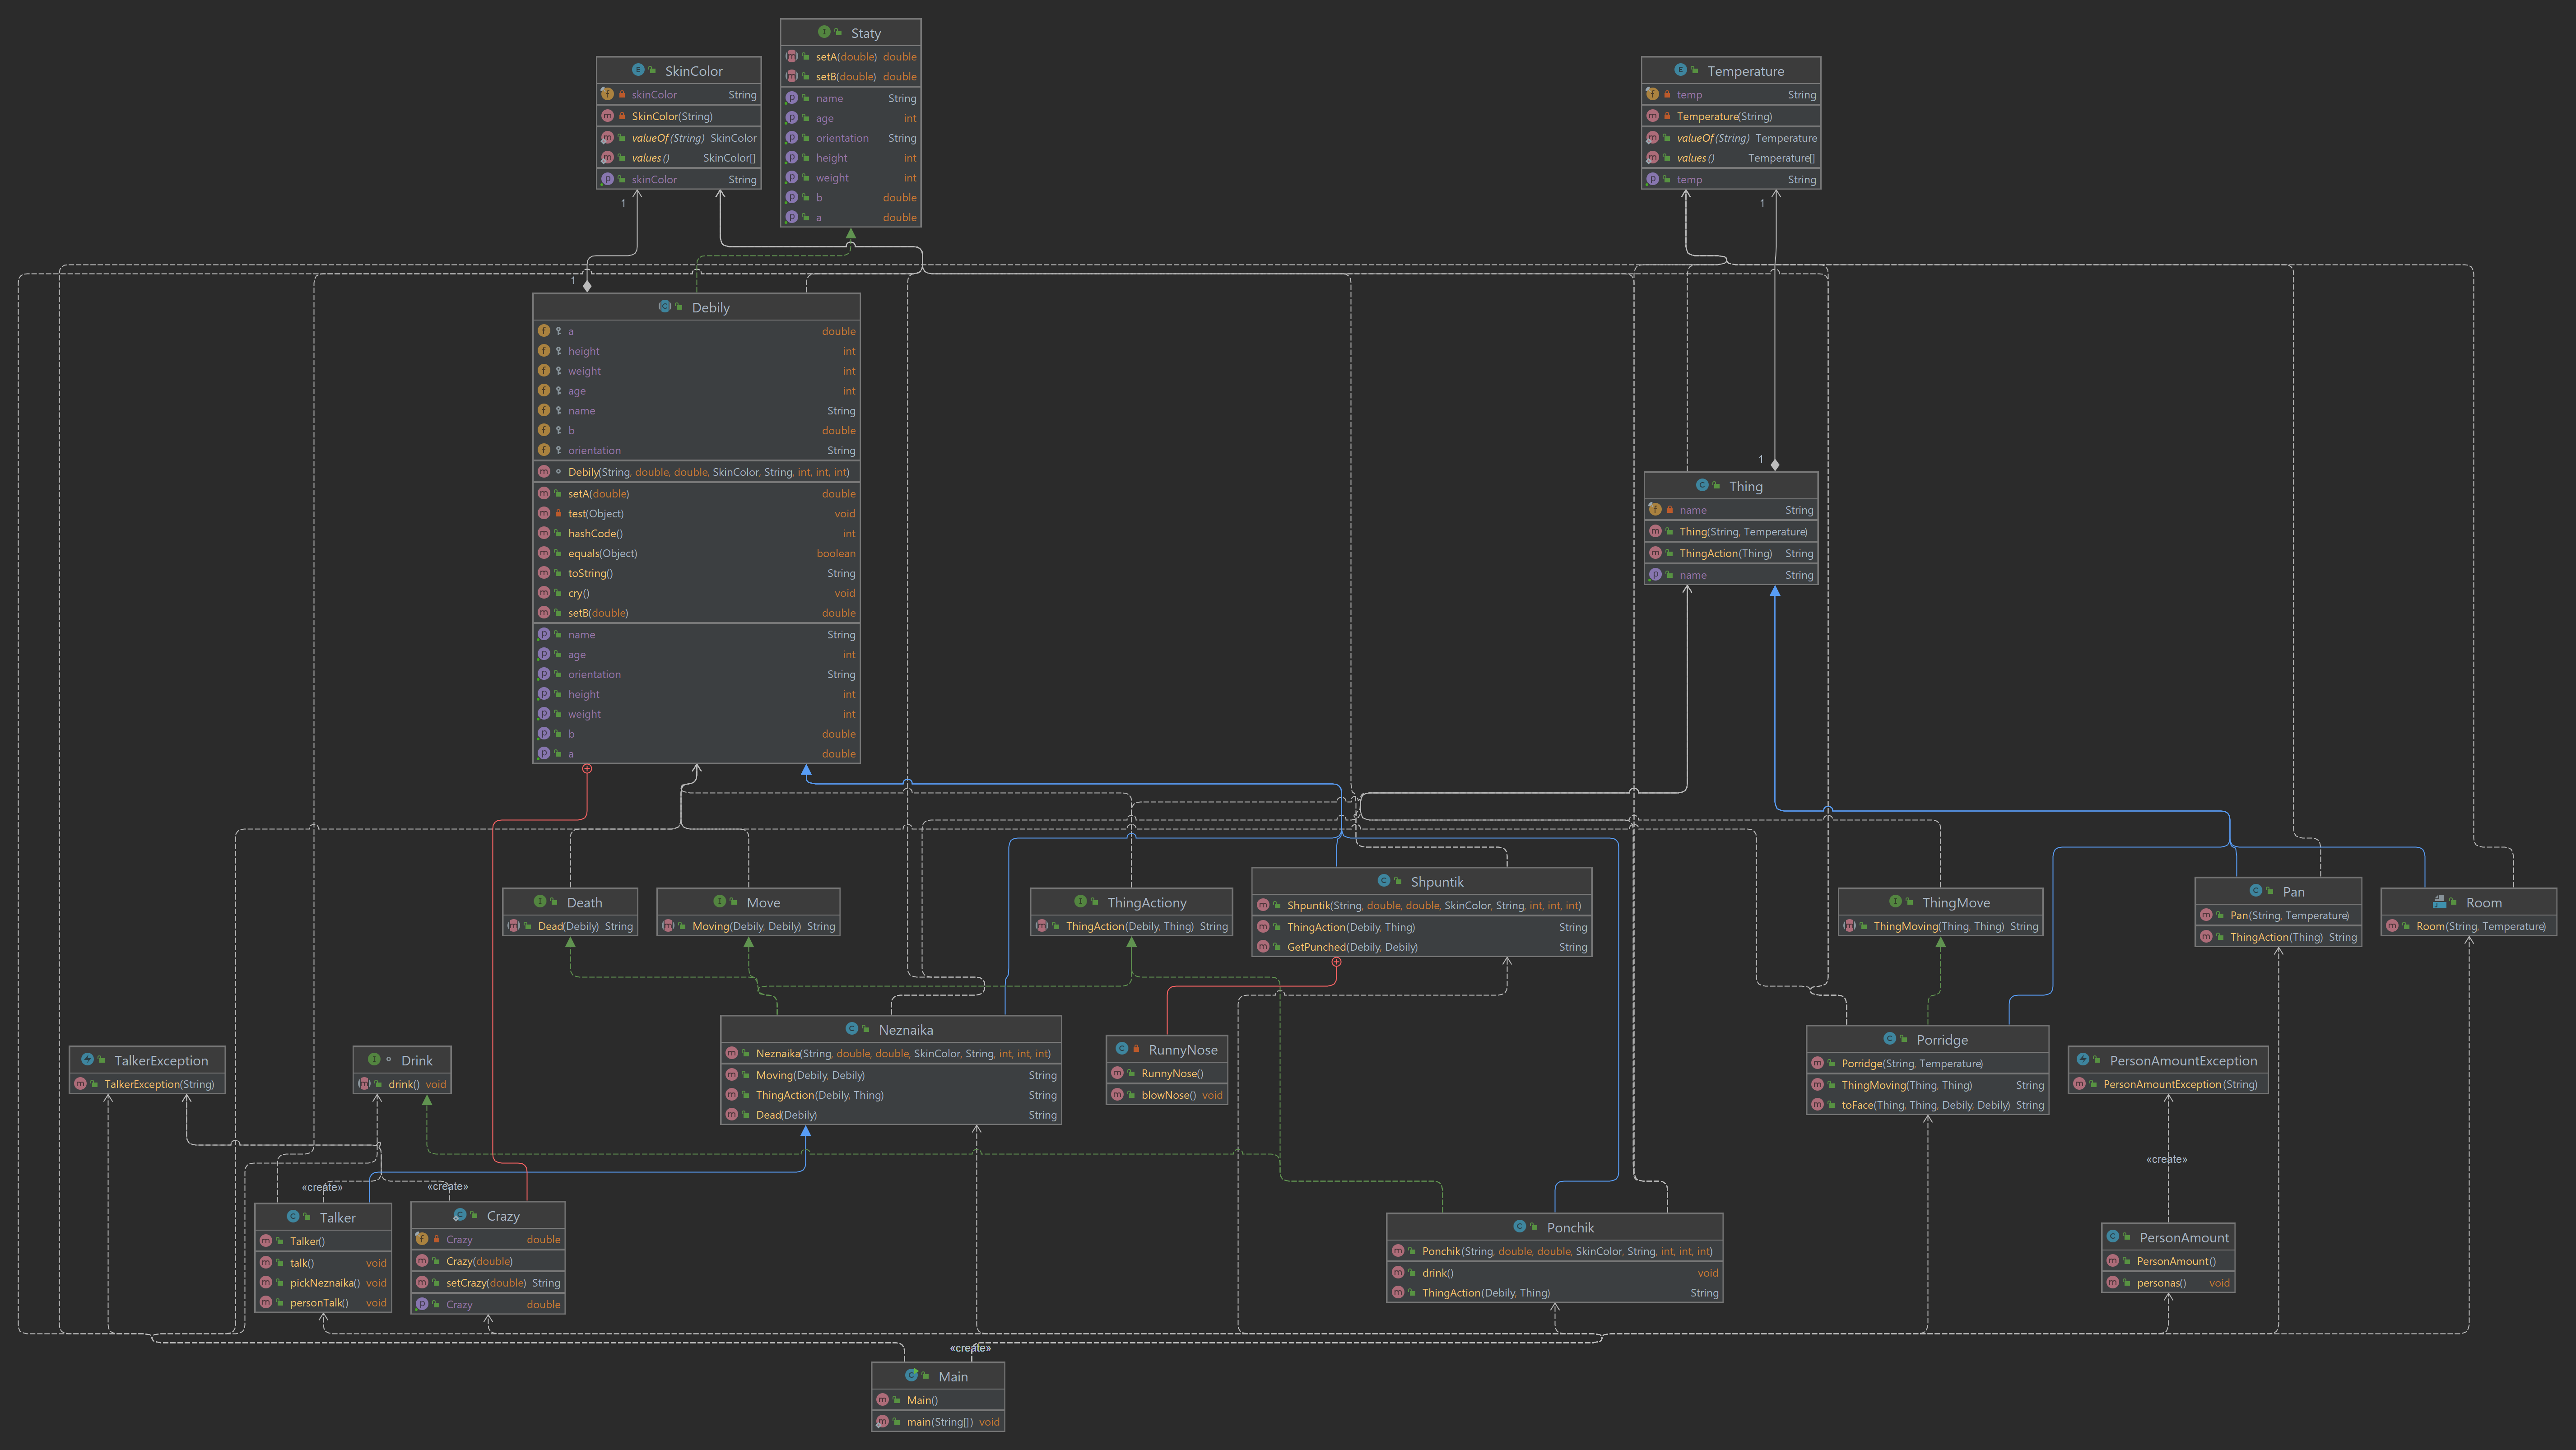 Staty
setA(double) double
setB(double) double
name String
age int
orientation String
height int
weight int
b double
a double
SkinColor
skinColor String
SkinColor(String)
valueOf(String) SkinColor
values() SkinColor[]
skinColor String
Temperature
temp String
Temperature(String)
valueOf(String) Temperature
values() Temperature[]
temp String
1
1
1
1
Debily
a double
height int
weight int
age int
name String
b double
orientation String
Debily(String, double, double, SkinColor, String, int, int, int)
setA(double) double
test(Object) void
hashCode() int
equals(Object) boolean
toString() String
cry() void
setB(double) double
name String
age int
orientation String
height int
weight int
b double
a double
Thing
name String
Thing(String, Temperature)
ThingAction(Thing) String
name String
Death
Dead(Debily) String
Move
Moving(Debily, Debily) String
ThingActiony
ThingAction(Debily, Thing) String
Shpuntik
Shpuntik(String, double, double, SkinColor, String, int, int, int)
ThingAction(Debily, Thing) String
GetPunched(Debily, Debily) String
ThingMove
ThingMoving(Thing, Thing) String
Pan
Pan(String, Temperature)
ThingAction(Thing) String
Room
Room(String, Temperature)
TalkerException
TalkerException(String)
Drink
drink() void
Neznaika
Neznaika(String, double, double, SkinColor, String, int, int, int)
Moving(Debily, Debily) String
ThingAction(Debily, Thing) String
Dead(Debily) String
RunnyNose
RunnyNose()
blowNose() void
Porridge
Porridge(String, Temperature)
ThingMoving(Thing, Thing) String
toFace(Thing, Thing, Debily, Debily) String
PersonAmountException
PersonAmountException(String)
«create»
«create»
«create»
Talker
Talker()
talk() void
pickNeznaika() void
personTalk() void
Crazy
Crazy double
Crazy(double)
setCrazy(double) String
Crazy double
Ponchik
Ponchik(String, double, double, SkinColor, String, int, int, int)
drink() void
ThingAction(Debily, Thing) String
PersonAmount
PersonAmount()
personas() void
«create»
Main
Main()
main(String[]) void